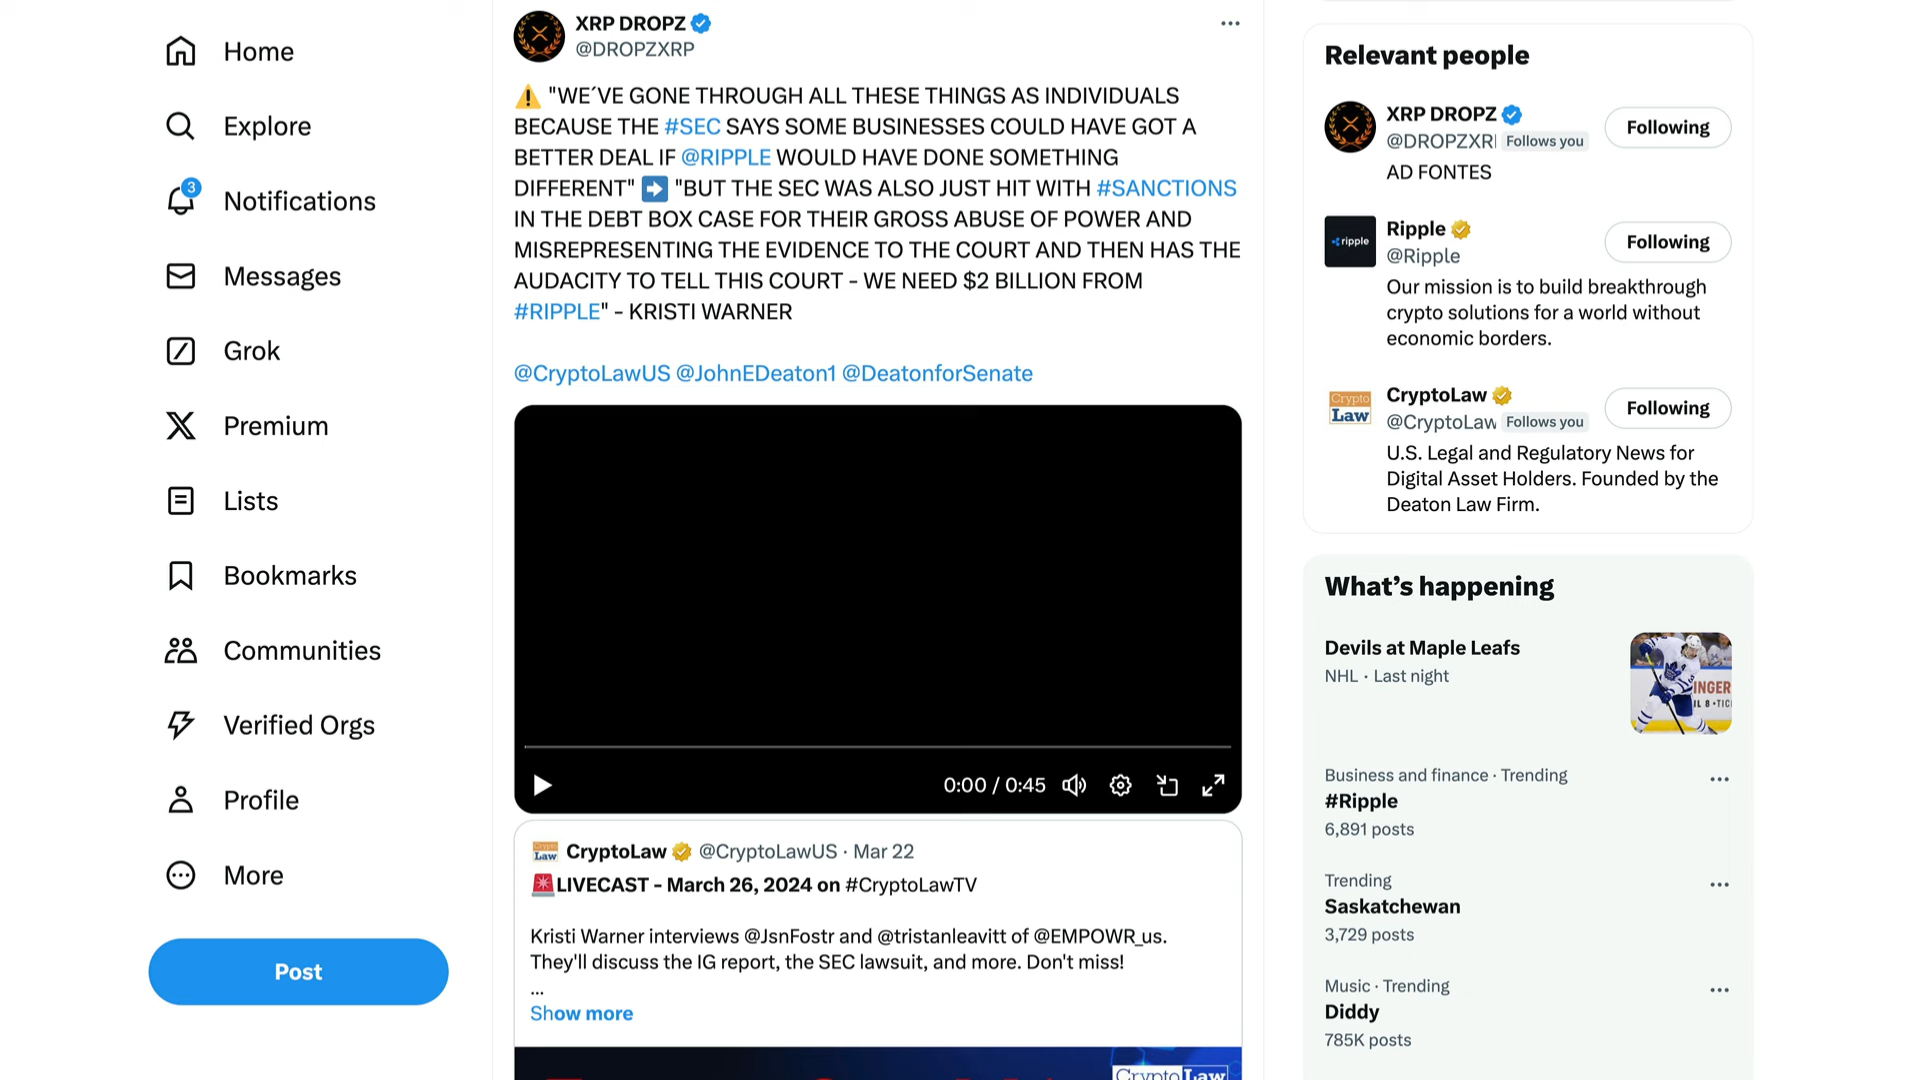 Home
Explore
3
Notifications
Messages
Grok
Premium
Lists
Bookmarks
Communities
Verified Orgs
Profile
More
Post
XRP DROPZ
@DROPZXRP
⚠️ "WE´VE GONE THROUGH ALL THESE THINGS AS INDIVIDUALS
BECAUSE THE #SEC SAYS SOME BUSINESSES COULD HAVE GOT A
BETTER DEAL IF @RIPPLE WOULD HAVE DONE SOMETHING
DIFFERENT" ➡️ "BUT THE SEC WAS ALSO JUST HIT WITH #SANCTIONS
IN THE DEBT BOX CASE FOR THEIR GROSS ABUSE OF POWER AND
MISREPRESENTING THE EVIDENCE TO THE COURT AND THEN HAS THE
AUDACITY TO TELL THIS COURT - WE NEED $2 BILLION FROM
#RIPPLE" - KRISTI WARNER
@CryptoLawUS @JohnEDeaton1 @DeatonforSenate
0:00 / 0:45
Crypto Law
CryptoLaw @CryptoLawUS · Mar 22
🚨LIVECAST - March 26, 2024 on #CryptoLawTV
Kristi Warner interviews @JsnFostr and @tristanleavitt of @EMPOWR_us.
They'll discuss the IG report, the SEC lawsuit, and more. Don't miss!
...
Show more
Crypto Law
Relevant people
XRP DROPZ
@DROPZXRP Follows you
Following
AD FONTES
ripple
Ripple
@Ripple
Following
Our mission is to build breakthrough
crypto solutions for a world without
economic borders.
Crypto
Law
CryptoLaw
@CryptoLaw Follows you
Following
U.S. Legal and Regulatory News for
Digital Asset Holders. Founded by the
Deaton Law Firm.
What’s happening
Devils at Maple Leafs
NHL · Last night
INGER
Business and finance · Trending
#Ripple
6,891 posts
Trending
Saskatchewan
3,729 posts
Music · Trending
Diddy
785K posts